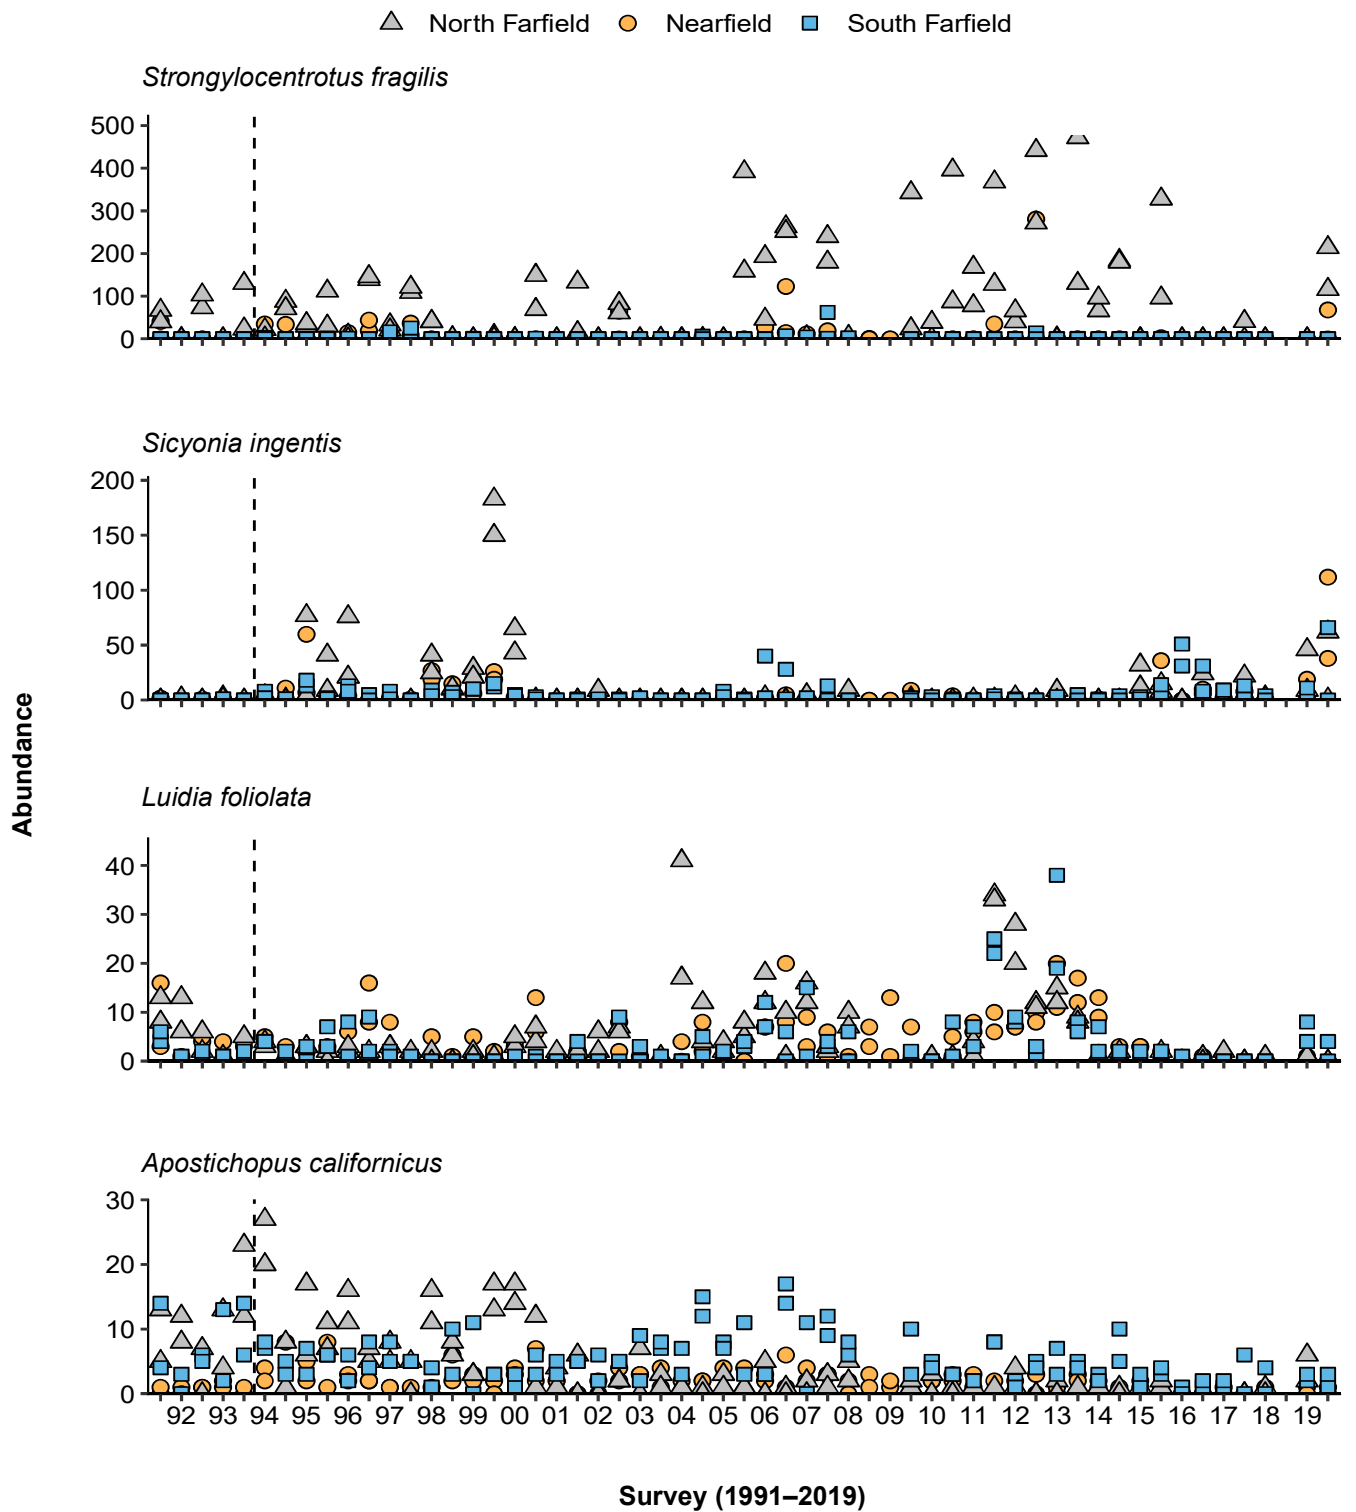 North Farfield Nearfield South Farfield
Strongylocentrotus fragilis
500
400
300
200
100
0
Sicyonia ingentis
200
150
100
50
0
Abundance
Luidia foliolata
40
30
20
10
0
Apostichopus californicus
30
20
10
0
92 93 94 95 96 97 98 99 00 01 02 03 04 05 06 07 08 09 10 11 12 13 14 15 16 17 18 19
Survey (1991–2019)